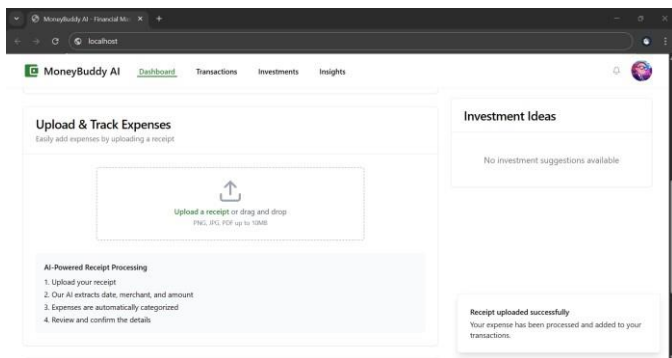 MoneyBuddy AI - Financial Ma
localhost
MoneyBuddy AI Dashboard Transactions Investments Insights
Upload & Track Expenses
Easily add expenses by uploading a receipt
Upload a receipt or drag and drop
PNG, JPG, PDF up to 10MB
AI-Powered Receipt Processing
1. Upload your receipt
2. Our AI extracts date, merchant, and amount
3. Expenses are automatically categorized
4. Review and confirm the details
Investment Ideas
No investment suggestions available
Receipt uploaded successfully
Your expense has been processed and added to your
transactions.